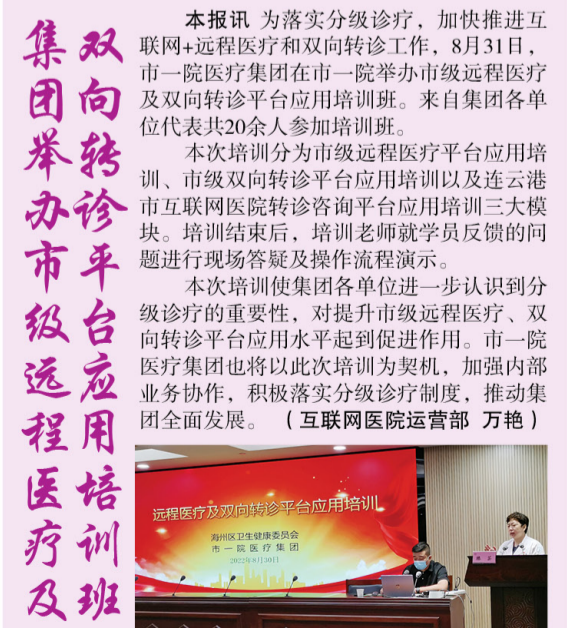 集团举办市级远程医疗及
双向转诊平台应用培训班
本报讯 为落实分级诊疗，加快推进互
联网+远程医疗和双向转诊工作，8月31日，
市一院医疗集团在市一院举办市级远程医疗
及双向转诊平台应用培训班。来自集团各单
位代表共20余人参加培训班。
本次培训分为市级远程医疗平台应用培
训、市级双向转诊平台应用培训以及连云港
市互联网医院转诊咨询平台应用培训三大模
块。培训结束后，培训老师就学员反馈的问
题进行现场答疑及操作流程演示。
本次培训使集团各单位进一步认识到分
级诊疗的重要性，对提升市级远程医疗、双
向转诊平台应用水平起到促进作用。市一院
医疗集团也将以此次培训为契机，加强内部
业务协作，积极落实分级诊疗制度，推动集
团全面发展。（互联网医院运营部 万艳）
远程医疗及双向转诊平台应用培训
海州区卫生健康委员会
市一院医疗集团